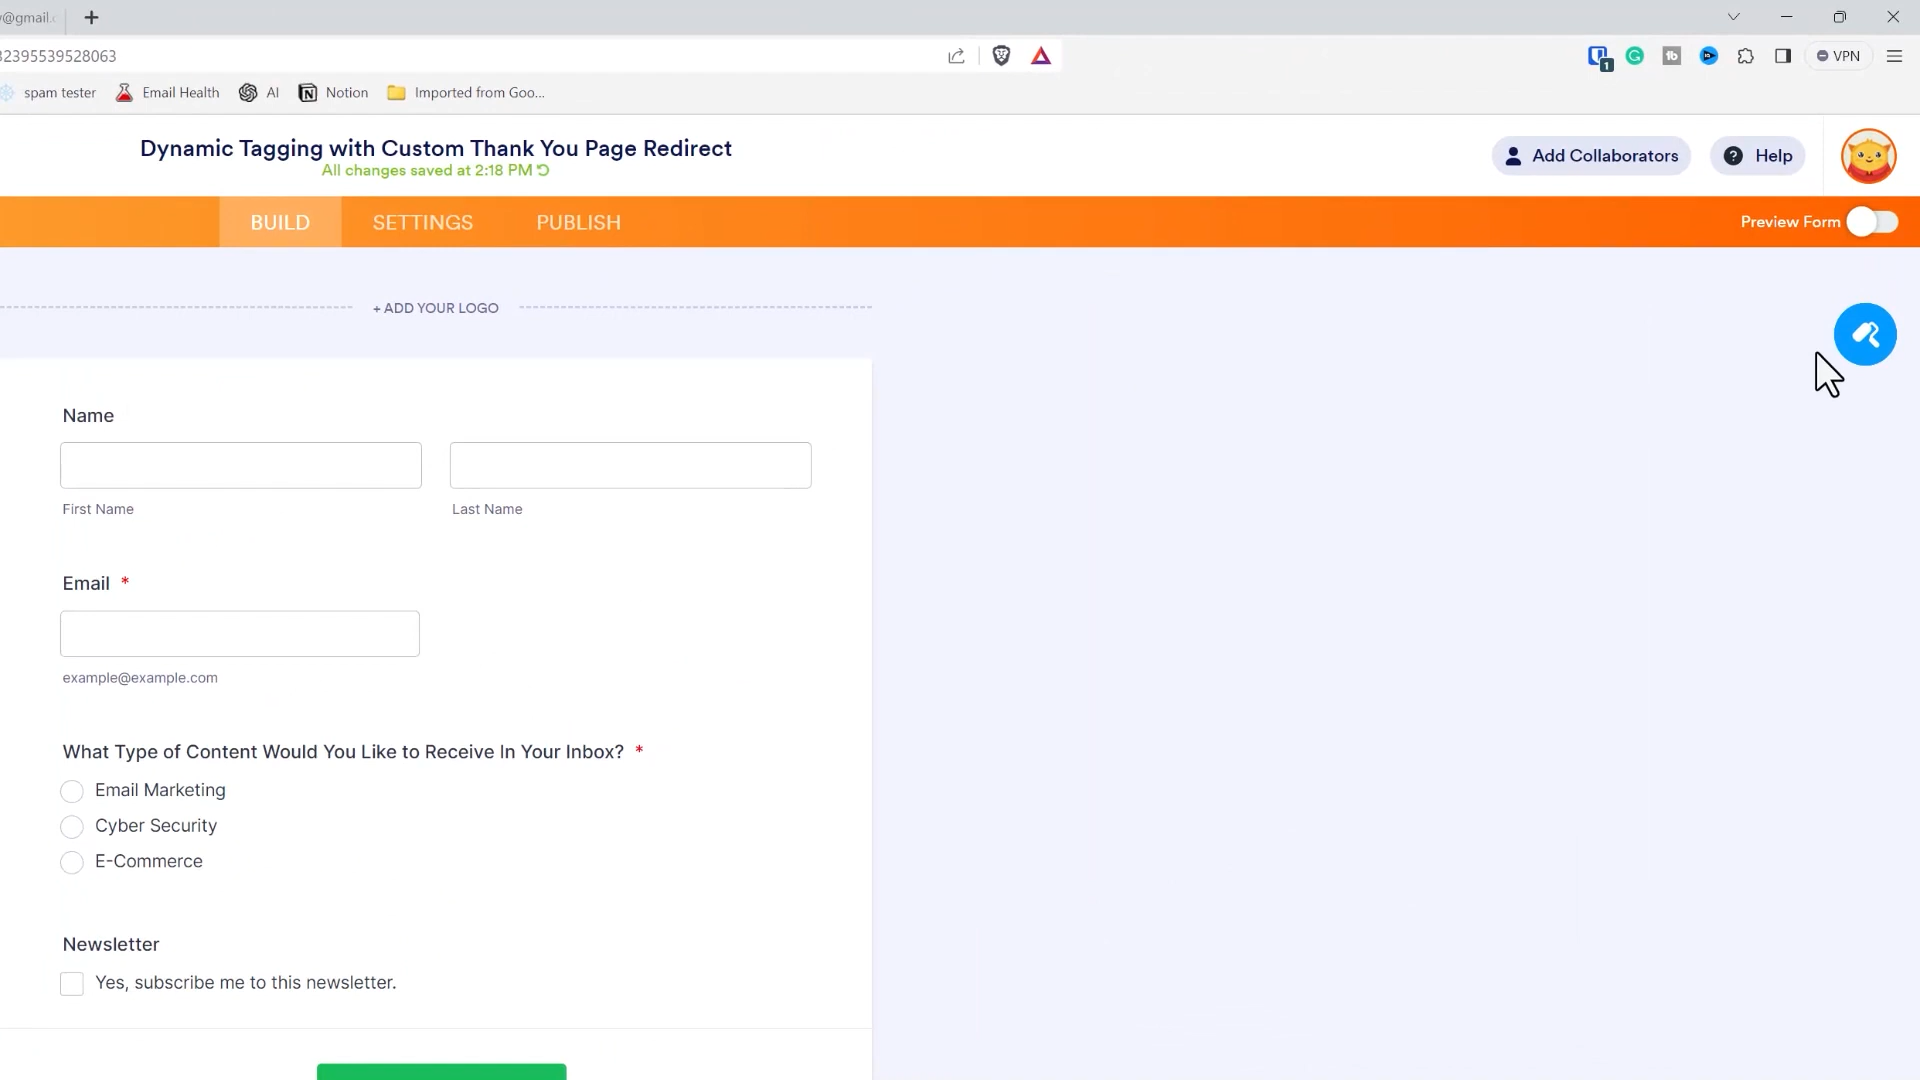 @gmail.
32395539528063
1
VPN
spam tester
Email Health
AI
Notion
Imported from Goo...
Dynamic Tagging with Custom Thank You Page Redirect
All changes saved at 2:18 PM
Add Collaborators
Help
BUILD
SETTINGS
PUBLISH
Preview Form
+ ADD YOUR LOGO
Name
First Name
Last Name
Email *
example@example.com
What Type of Content Would You Like to Receive In Your Inbox? *
Email Marketing
Cyber Security
E-Commerce
Newsletter
Yes, subscribe me to this newsletter.